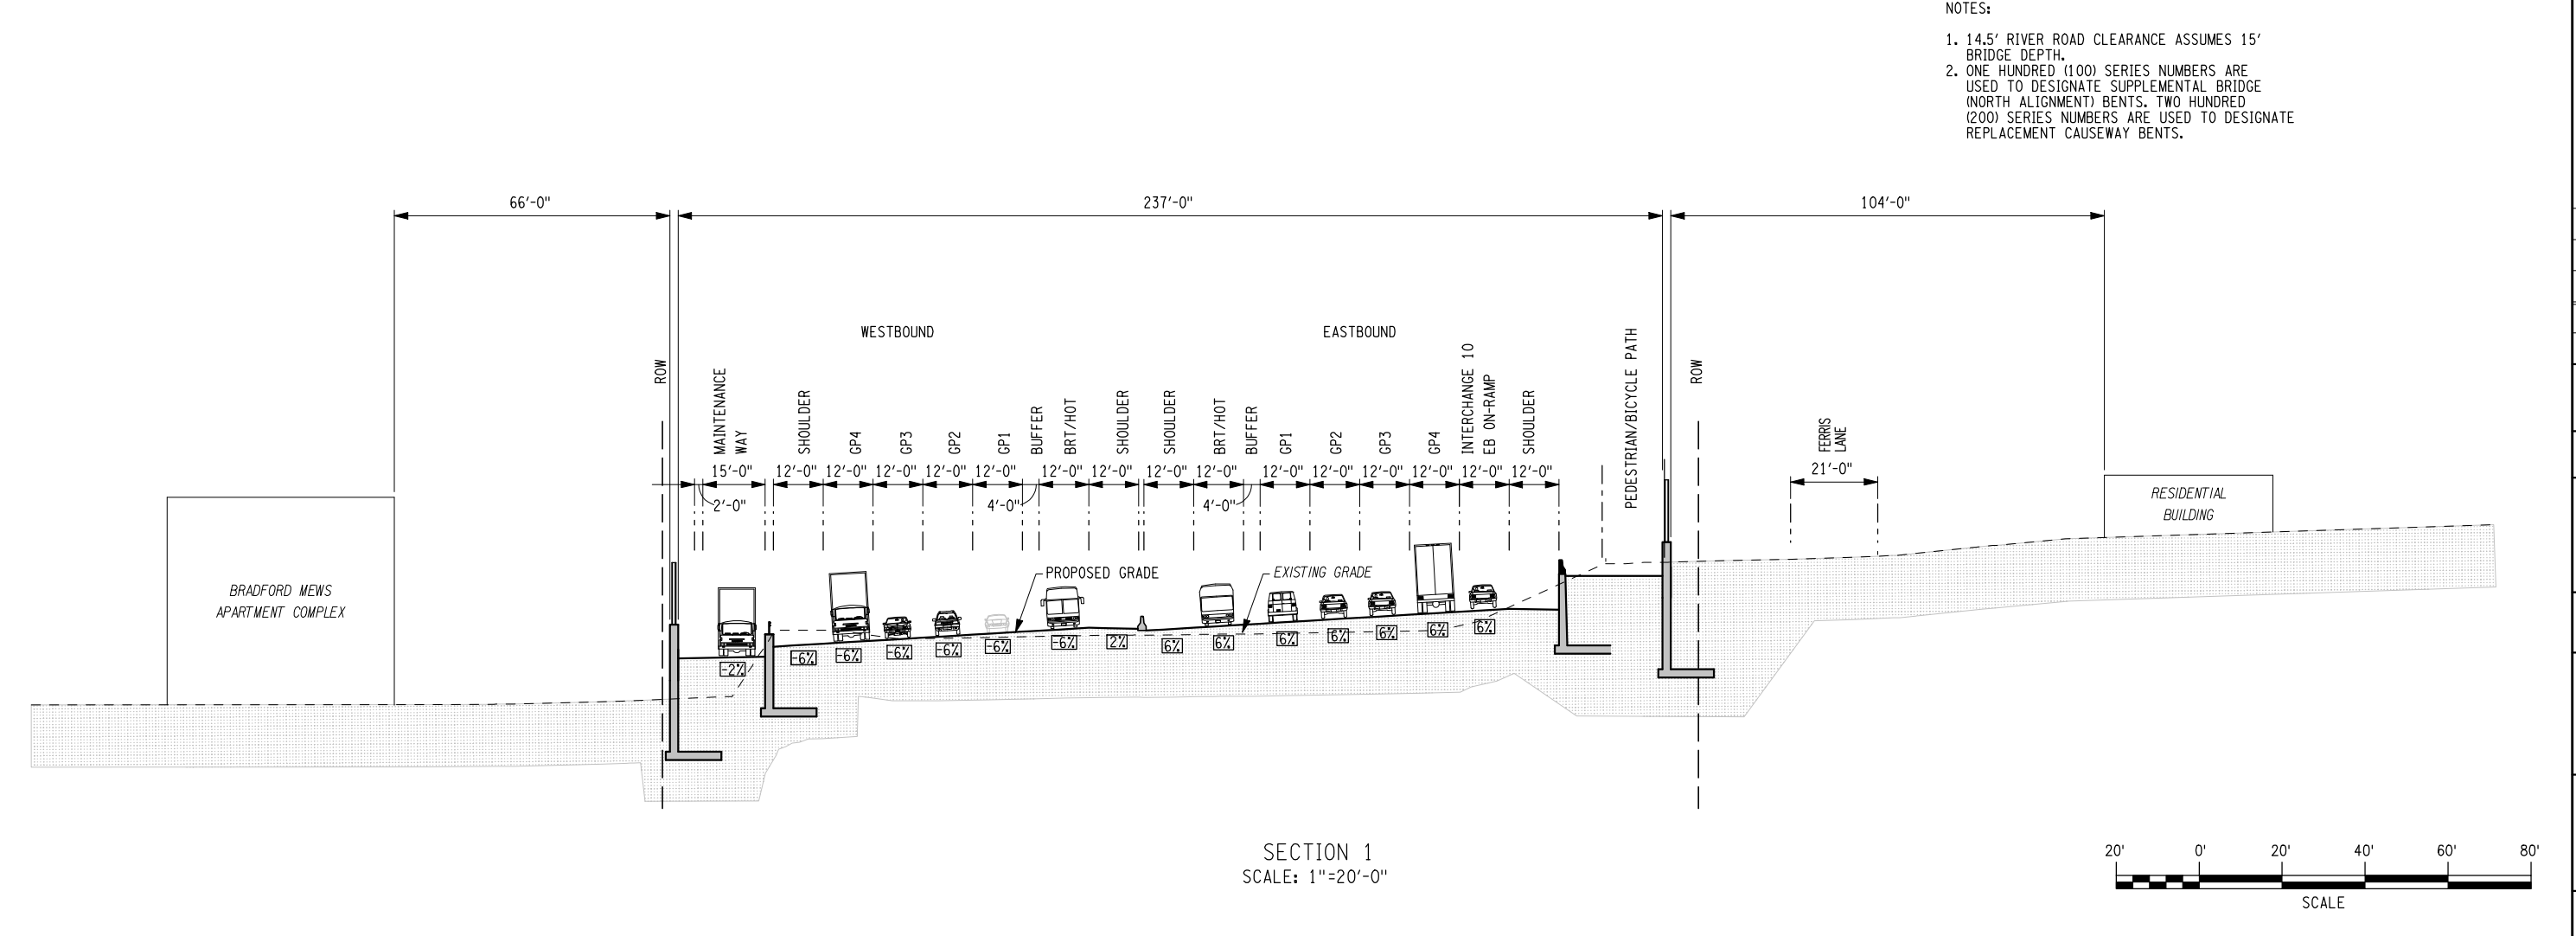 NOTES:
1. 14.5' RIVER ROAD CLEARANCE ASSUMES 15'
BRIDGE DEPTH.
2. ONE HUNDRED (100) SERIES NUMBERS ARE
USED TO DESIGNATE SUPPLEMENTAL BRIDGE
(NORTH ALIGNMENT) BENTS. TWO HUNDRED
(200) SERIES NUMBERS ARE USED TO DESIGNATE
REPLACEMENT CAUSEWAY BENTS.
66'-0" 237'-0" 104'-0"
WESTBOUND EASTBOUND
ROW
MAINTENANCE
WAY
SHOULDER
GP4
GP3
GP2
GP1
BUFFER
BRT/HOT
SHOULDER
SHOULDER
BRT/HOT
BUFFER
GP1
GP2
GP3
GP4
INTERCHANGE 10
EB ON-RAMP
SHOULDER
PEDESTRIAN/BICYCLE PATH
ROW
FERRIS
LANE
15'-0" 12'-0" 12'-0" 12'-0" 12'-0" 12'-0" 12'-0" 12'-0" 12'-0" 12'-0" 12'-0" 12'-0" 12'-0" 12'-0" 12'-0" 12'-0" 21'-0"
2'-0" 4'-0" 4'-0"
RESIDENTIAL
BUILDING
PROPOSED GRADE EXISTING GRADE
BRADFORD MEWS
APARTMENT COMPLEX
-2% -6% -6% -6% -6% -6% -6% 2% 6% 6% 6% 6% 6% 6% 6%
SECTION 1
SCALE: 1"=20'-0"
20' 0' 20' 40' 60' 80'
SCALE